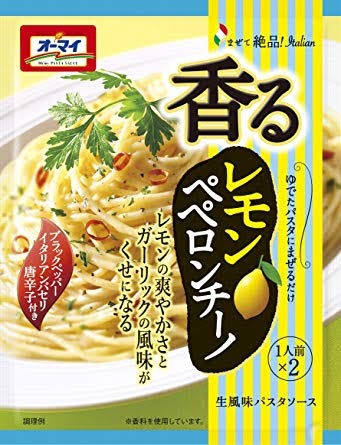 まぜて 絶品! Italian
オーマイ
Oh'my PASTA SAUCE
香る
レモン
ペペロンチーノ
ゆでたパスタにまぜるだけ
レモンの爽やかさと
ガーリックの風味が
くせになる
ブラックペッパー
イタリアンパセリ
唐辛子付き
1人前
×2
生風味パスタソース
調理例
※香料を使用しています。